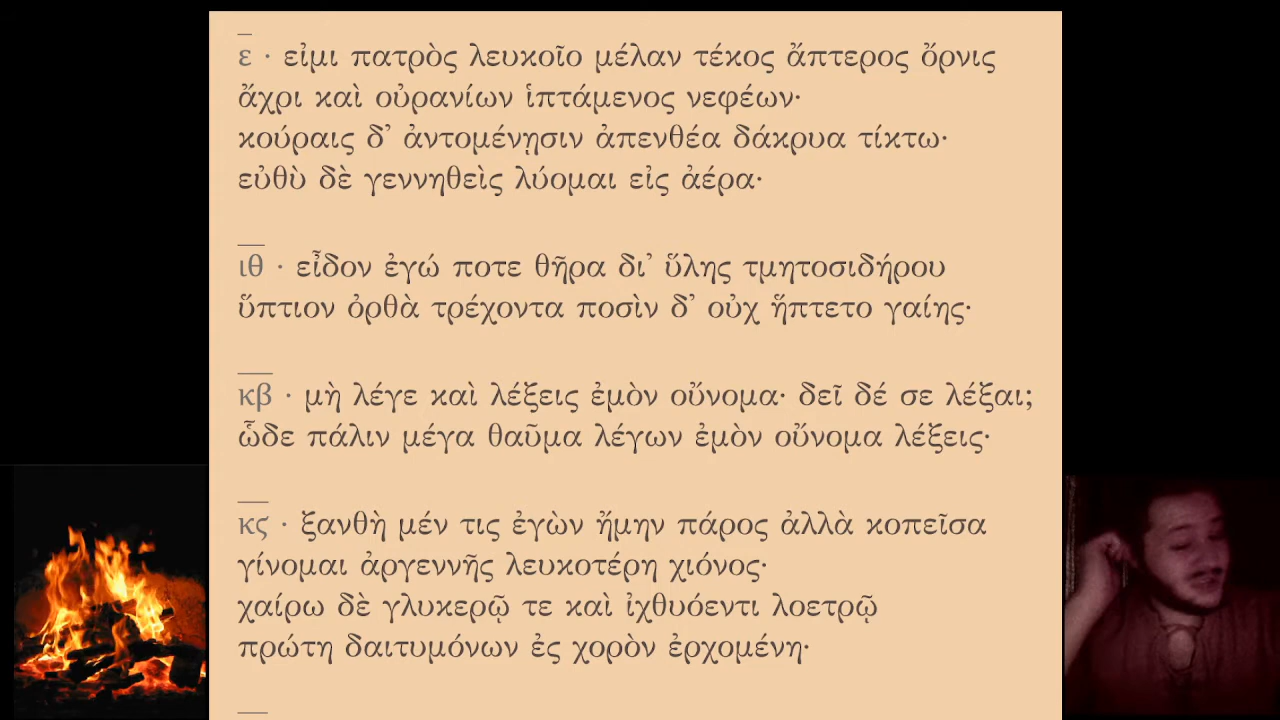 ε · εἰμι πατρὸς λευκοῖο μέλαν τέκος ἄπτερος ὄρνις
ἄχρι καὶ οὐρανίων ἱπτάμενος νεφέων·
κούραις δ’ ἀντομένῃσιν ἀπενθέα δάκρυα τίκτω·
εὐθὺ δὲ γεννηθεὶς λύομαι εἰς ἀέρα·
ιθ · εἶδον ἐγώ ποτε θῆρα δι’ ὕλης τμητοσιδήρου
ὕπτιον ὀρθὰ τρέχοντα ποσὶν δ’ οὐχ ἥπτετο γαίης·
κβ · μὴ λέγε καὶ λέξεις ἐμὸν οὔνομα· δεῖ δέ σε λέξαι;
ὧδε πάλιν μέγα θαῦμα λέγων ἐμὸν οὔνομα λέξεις·
κϛ · ξανθὴ μέν τις ἐγὼν ἤμην πάρος ἀλλὰ κοπεῖσα
γίνομαι ἀργεννῆς λευκοτέρη χιόνος·
χαίρω δὲ γλυκερῷ τε καὶ ἰχθυόεντι λοετρῷ
πρώτη δαιτυμόνων ἐς χορὸν ἐρχομένη·